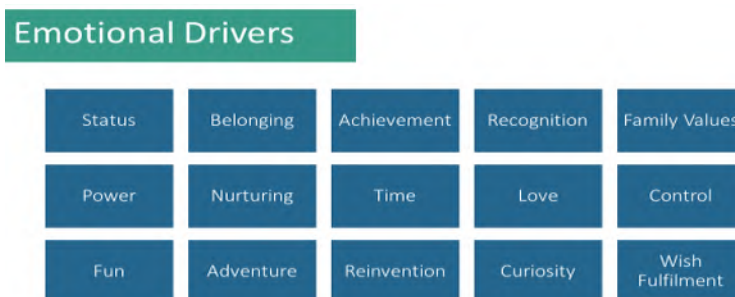 Emotional Drivers
Status
Belonging
Achievement
Recognition
Family Values
Power
Nurturing
Time
Love
Control
Fun
Adventure
Reinvention
Curiosity
Wish
Fulfilment